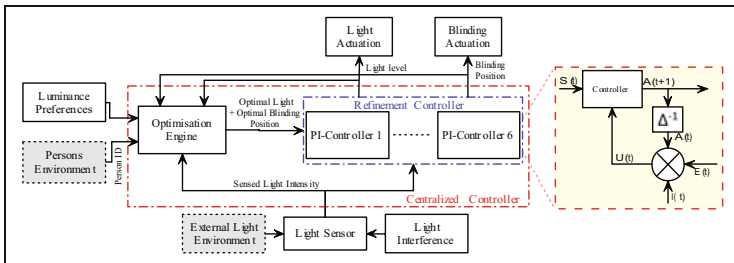 Light
Actuation
Blinding
Actuation
Light level
Blinding
Position
Luminance
Preferences
Optimisation
Engine
Optimal Light
+ Optimal Blinding
Position
Refinement Controller
PI-Controller 1
PI-Controller 6
Persons
Environment
Person ID
Sensed Light Intensity
Centralized Controller
External Light
Environment
Light Sensor
Light
Interference
S(t)
Controller
A(t+1)
Δ-1
A(t)
U(t)
E(t)
I( t)